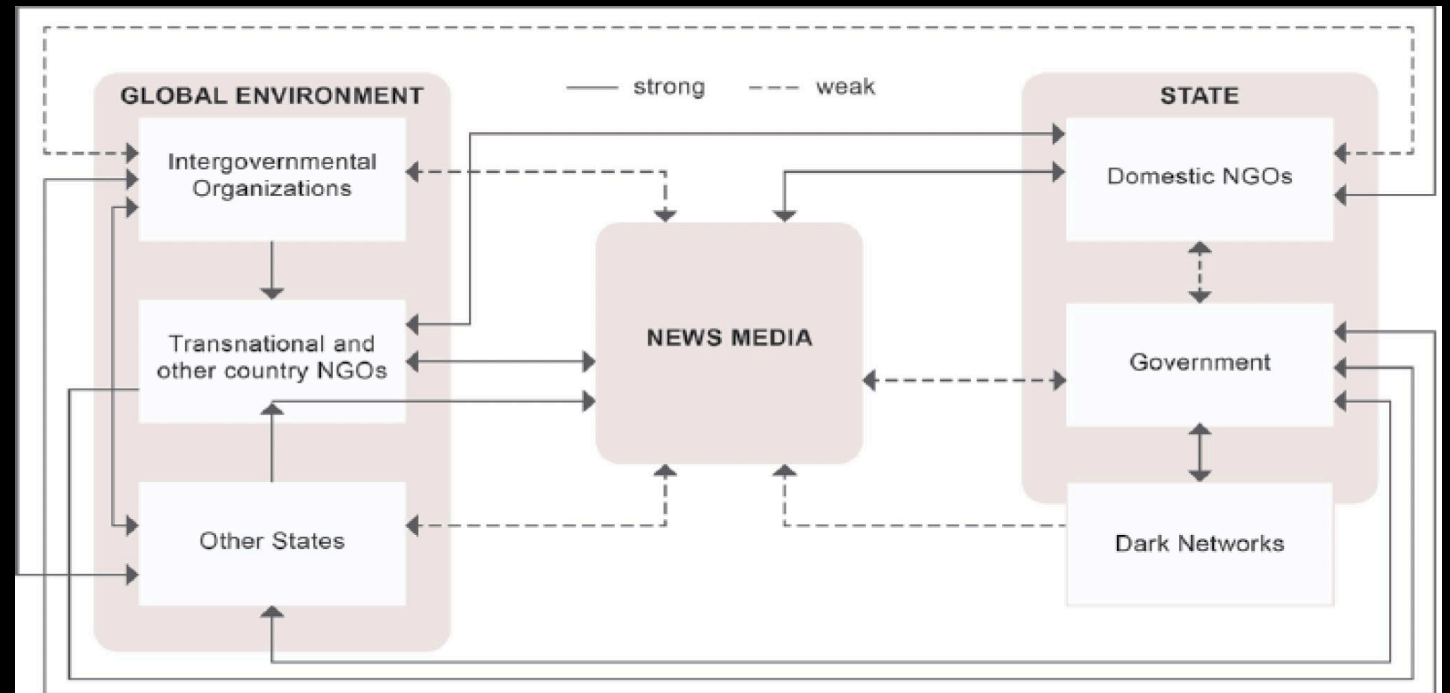 GLOBAL ENVIRONMENT
strong
weak
STATE
Intergovernmental
Organizations
Domestic NGOs
Transnational and
other country NGOs
NEWS MEDIA
Government
Other States
Dark Networks